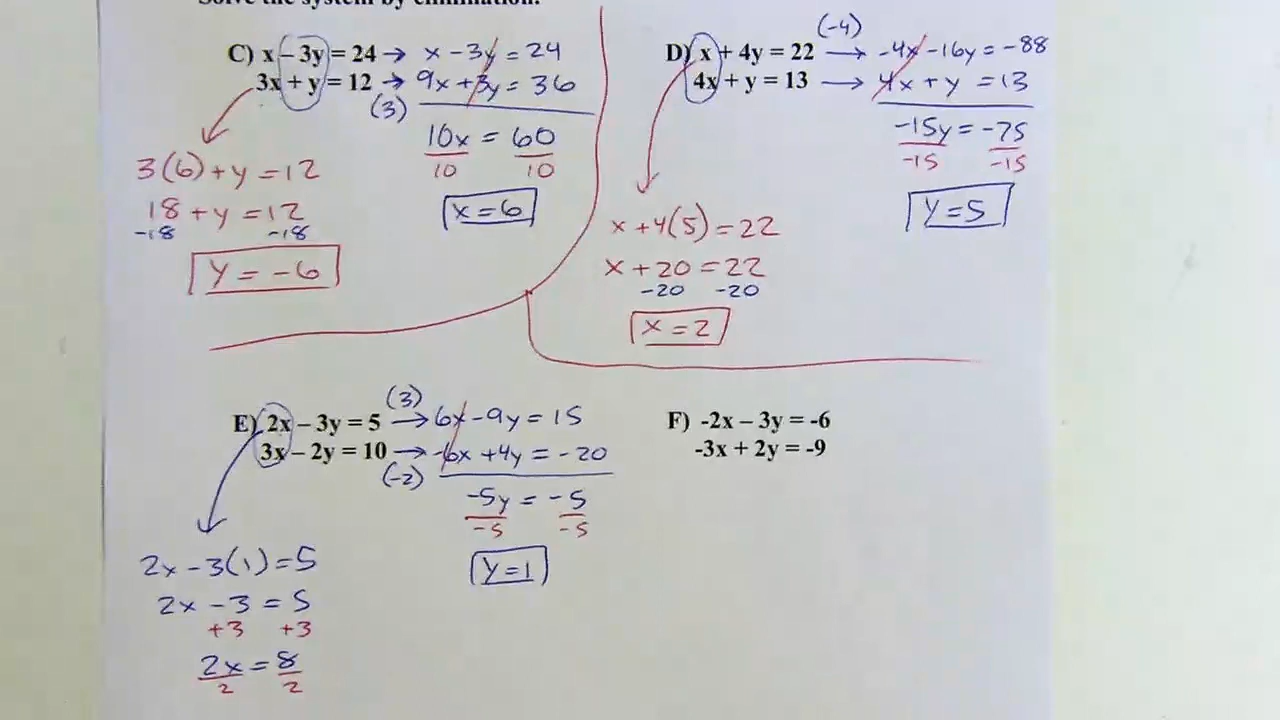 Solve the system by elimination.
C) x – 3y = 24 → x - 3y = 24
3x + y = 12 → 9x + 3y = 36
(3)
10x = 60
10 10
x = 6
3(6) + y = 12
18 + y = 12
-18 -18
y = -6
(-4)
D) x + 4y = 22 → -4x - 16y = -88
4x + y = 13 → 4x + y = 13
-15y = -75
-15 -15
y = 5
x + 4(5) = 22
x + 20 = 22
-20 -20
x = 2
(3)
E) 2x – 3y = 5 → 6x - 9y = 15
3x – 2y = 10 → -6x + 4y = -20
(-2)
-5y = -5
-5 -5
y = 1
2x - 3(1) = 5
2x - 3 = 5
+3 +3
2x = 8
2 2
F) -2x – 3y = -6
-3x + 2y = -9